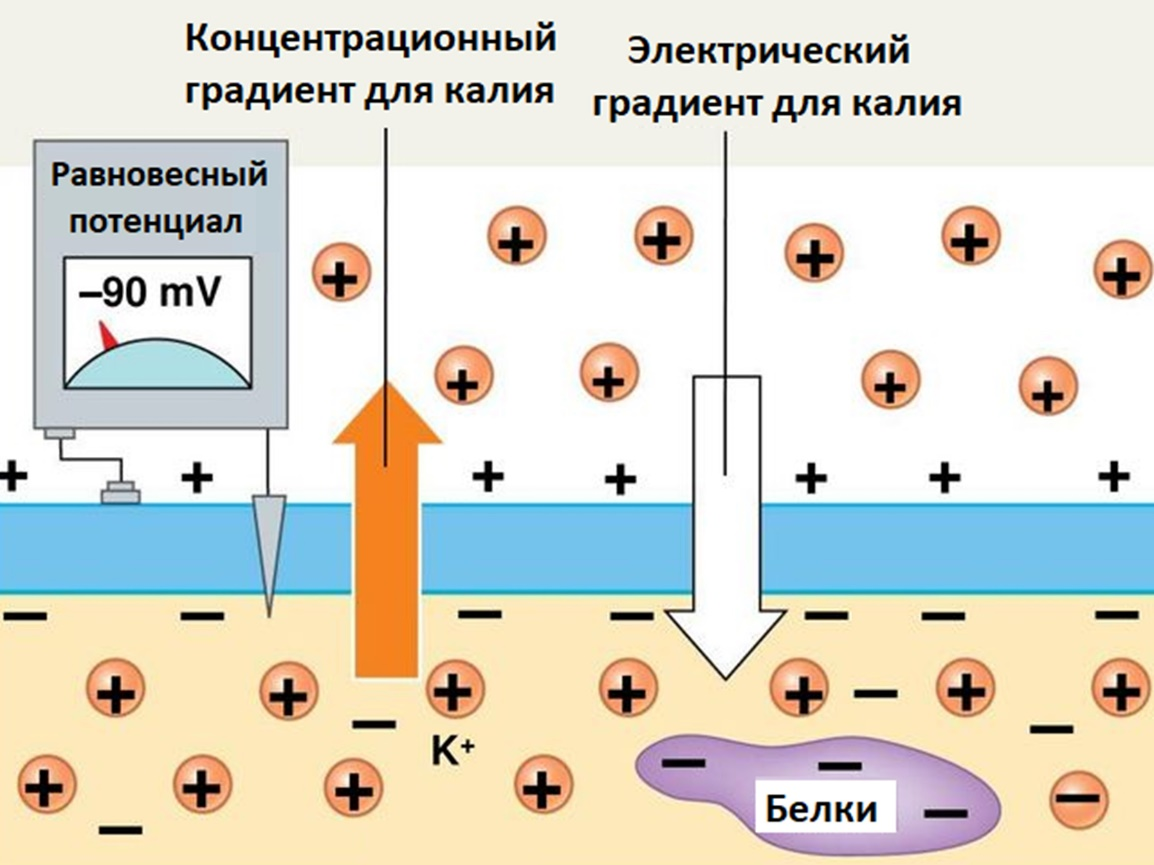 Концентрационный
градиент для калия
Электрический
градиент для калия
Равновесный
потенциал
–90 mV
K⁺
Белки